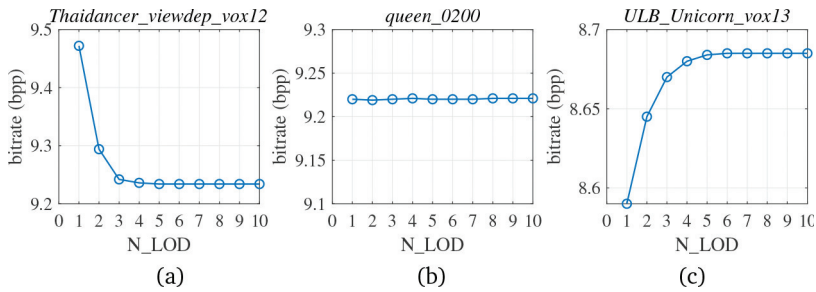 Thaidancer_viewdep_vox12
9.5
9.4
9.3
9.2
bitrate (bpp)
0 1 2 3 4 5 6 7 8 9 10
N_LOD
(a)
queen_0200
9.3
9.25
9.2
9.15
9.1
bitrate (bpp)
0 1 2 3 4 5 6 7 8 9 10
N_LOD
(b)
ULB_Unicorn_vox13
8.7
8.65
8.6
bitrate (bpp)
0 1 2 3 4 5 6 7 8 9 10
N_LOD
(c)